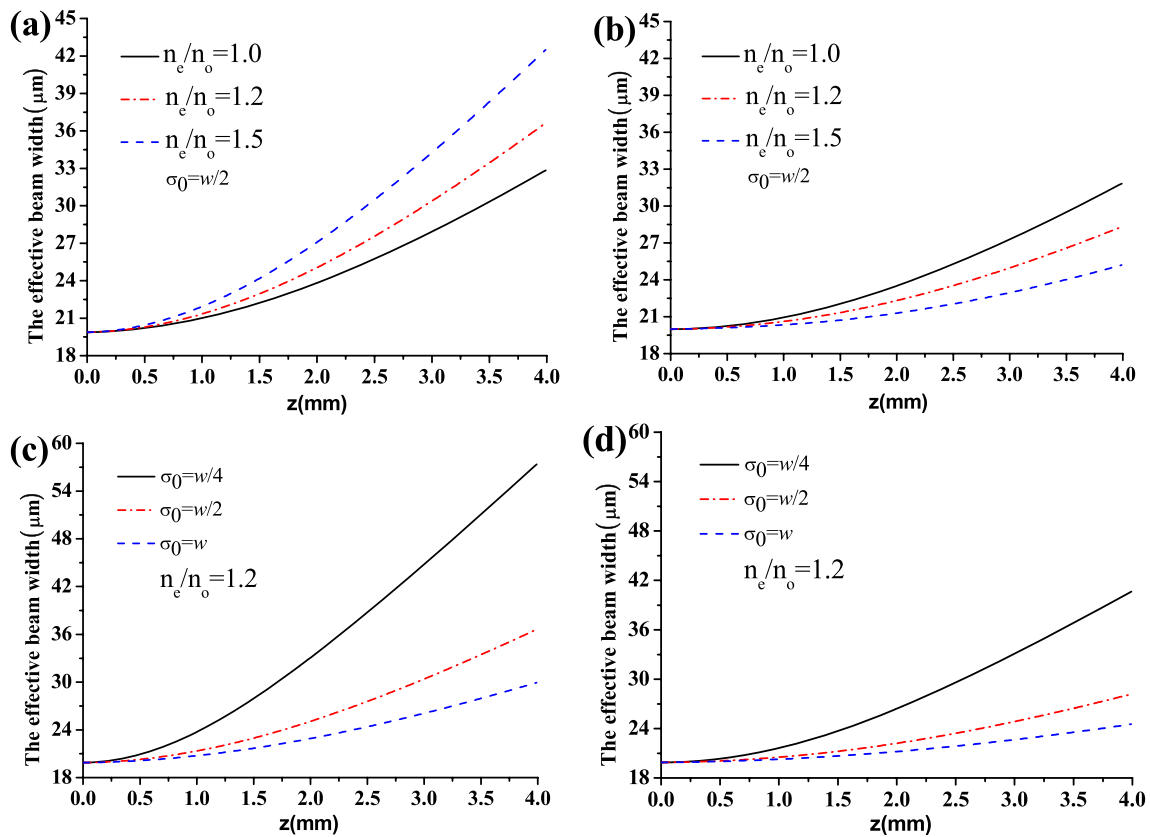 (a)
The effective beam width(μm)
45
42
39
36
33
30
27
24
21
18
n_e/n_o=1.0
n_e/n_o=1.2
n_e/n_o=1.5
σ0=w/2
0.0 0.5 1.0 1.5 2.0 2.5 3.0 3.5 4.0
z(mm)
(b)
The effective beam width(μm)
45
42
39
36
33
30
27
24
21
18
n_e/n_o=1.0
n_e/n_o=1.2
n_e/n_o=1.5
σ0=w/2
0.0 0.5 1.0 1.5 2.0 2.5 3.0 3.5 4.0
z(mm)
(c)
The effective beam width(μm)
60
54
48
42
36
30
24
18
σ0=w/4
σ0=w/2
σ0=w
n_e/n_o=1.2
0.0 0.5 1.0 1.5 2.0 2.5 3.0 3.5 4.0
z(mm)
(d)
The effective beam width(μm)
60
54
48
42
36
30
24
18
σ0=w/4
σ0=w/2
σ0=w
n_e/n_o=1.2
0.0 0.5 1.0 1.5 2.0 2.5 3.0 3.5 4.0
z(mm)